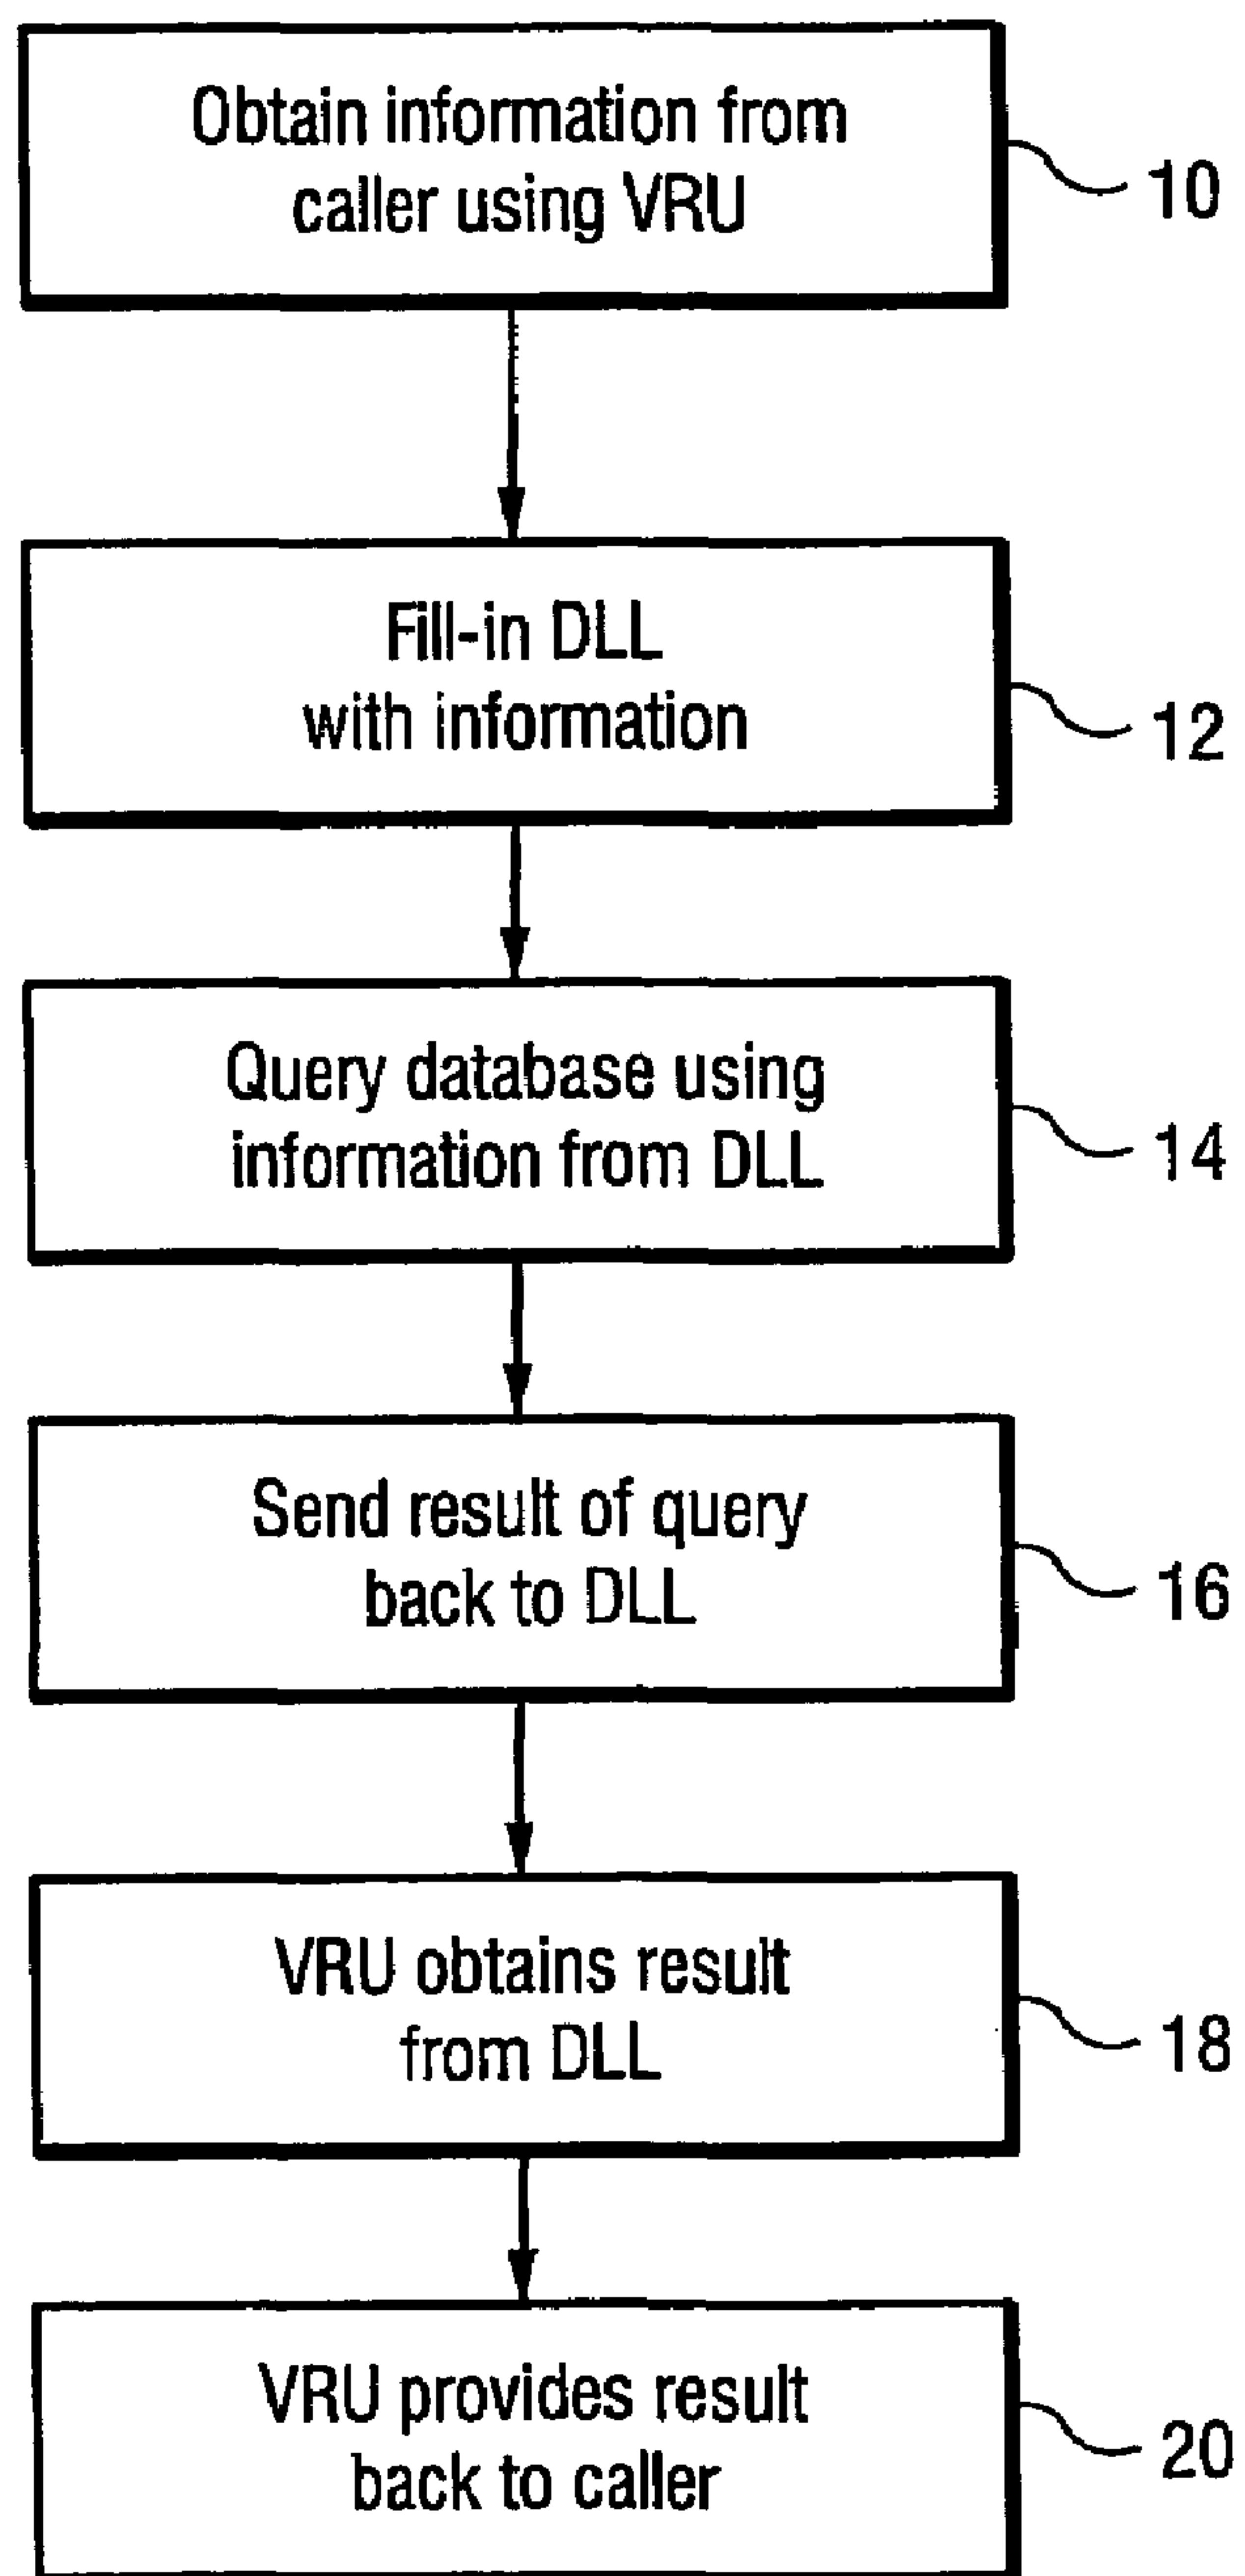 Obtain information from
caller using VRU
10
Fill-in DLL
with information
12
Query database using
information from DLL
14
Send result of query
back to DLL
16
VRU obtains result
from DLL
18
VRU provides result
back to caller
20